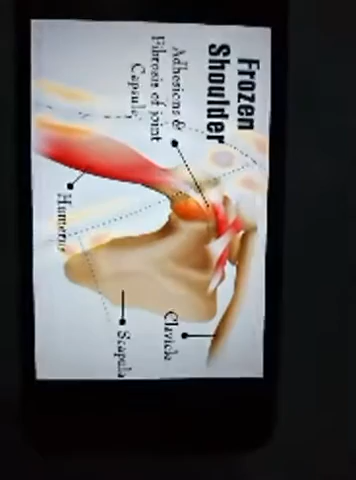 Frozen
Shoulder
Adhesions &
Fibrosis of joint
Capsule
Humerus
Clavicle
Scapula